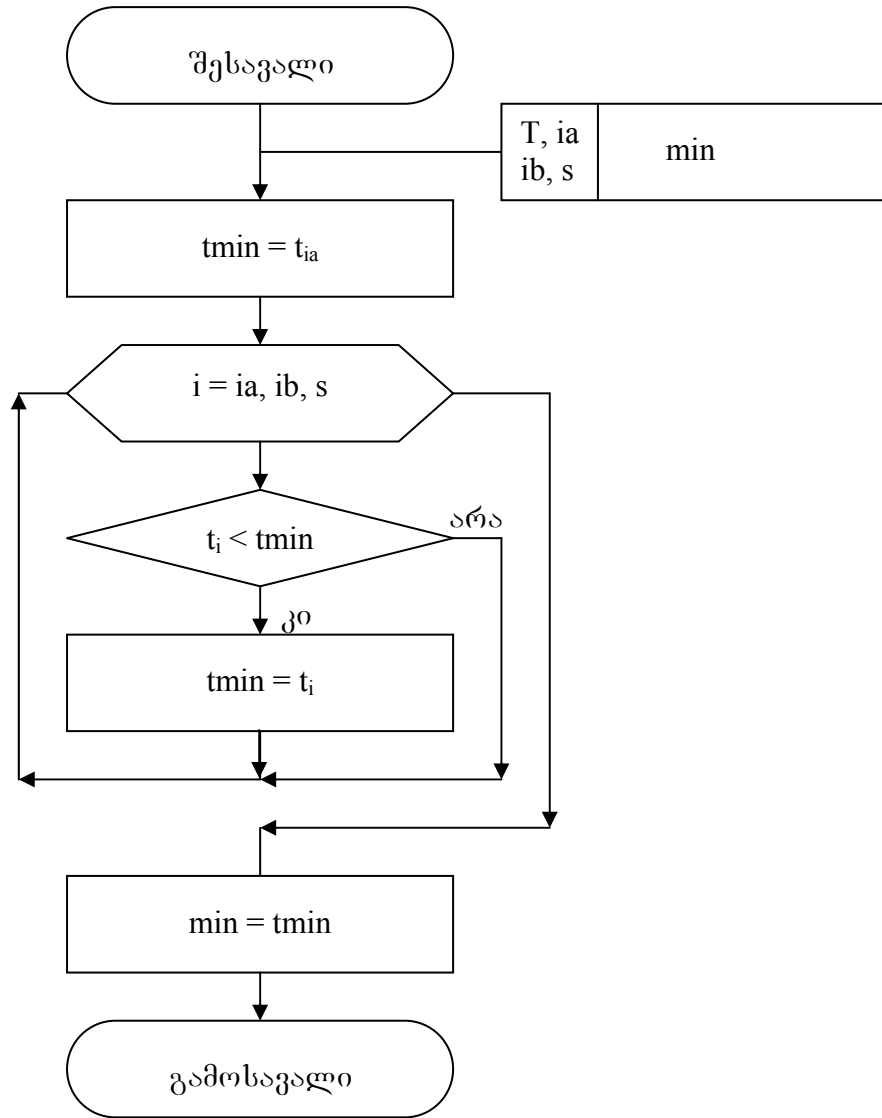 შესავალი
T, ia
ib, s
min
tmin = tia
i = ia, ib, s
ti < tmin
არა
კი
tmin = ti
min = tmin
გამოსავალი